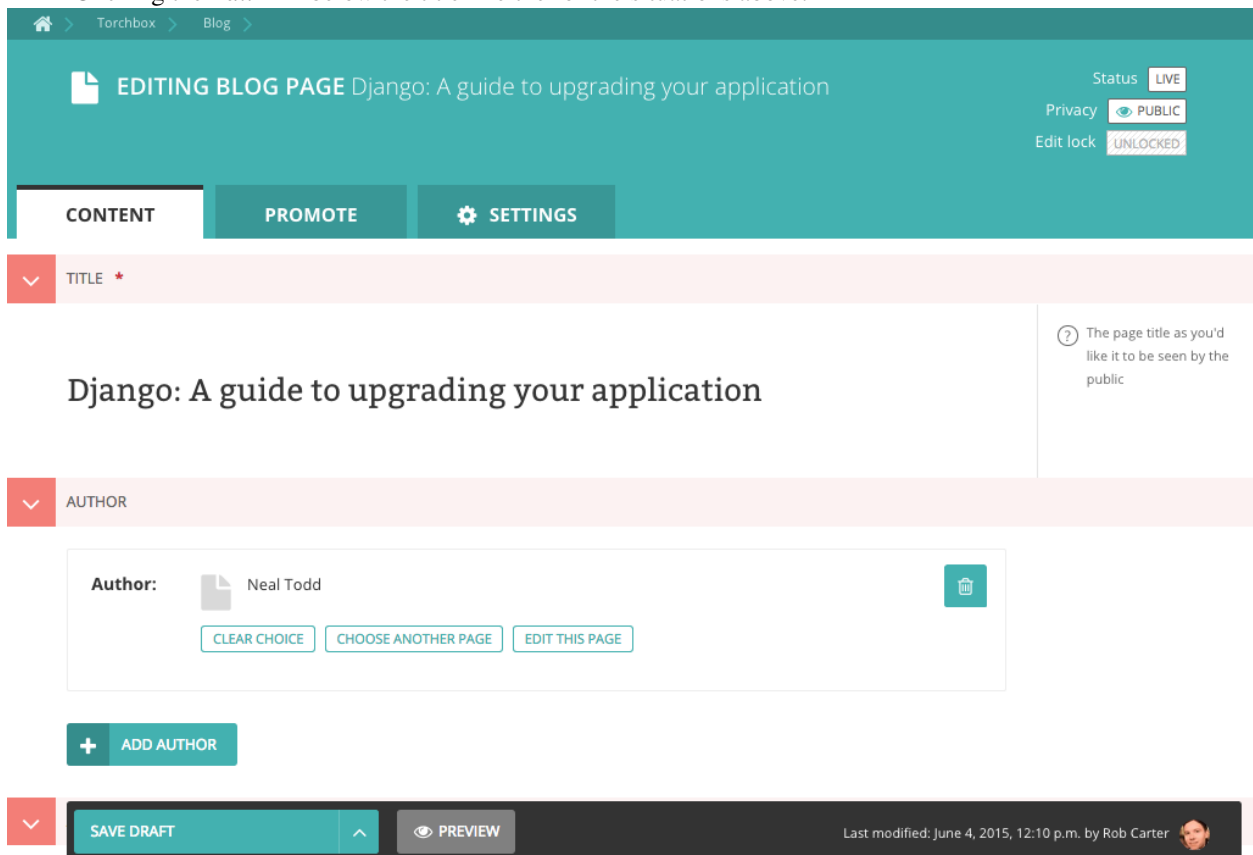 Torchbox Blog
EDITING BLOG PAGE Django: A guide to upgrading your application
Status LIVE
Privacy PUBLIC
Edit lock UNLOCKED
CONTENT PROMOTE SETTINGS
TITLE *
? The page title as you'd
like it to be seen by the
public
Django: A guide to upgrading your application
AUTHOR
Author: Neal Todd
CLEAR CHOICE CHOOSE ANOTHER PAGE EDIT THIS PAGE
+ ADD AUTHOR
SAVE DRAFT PREVIEW Last modified: June 4, 2015, 12:10 p.m. by Rob Carter